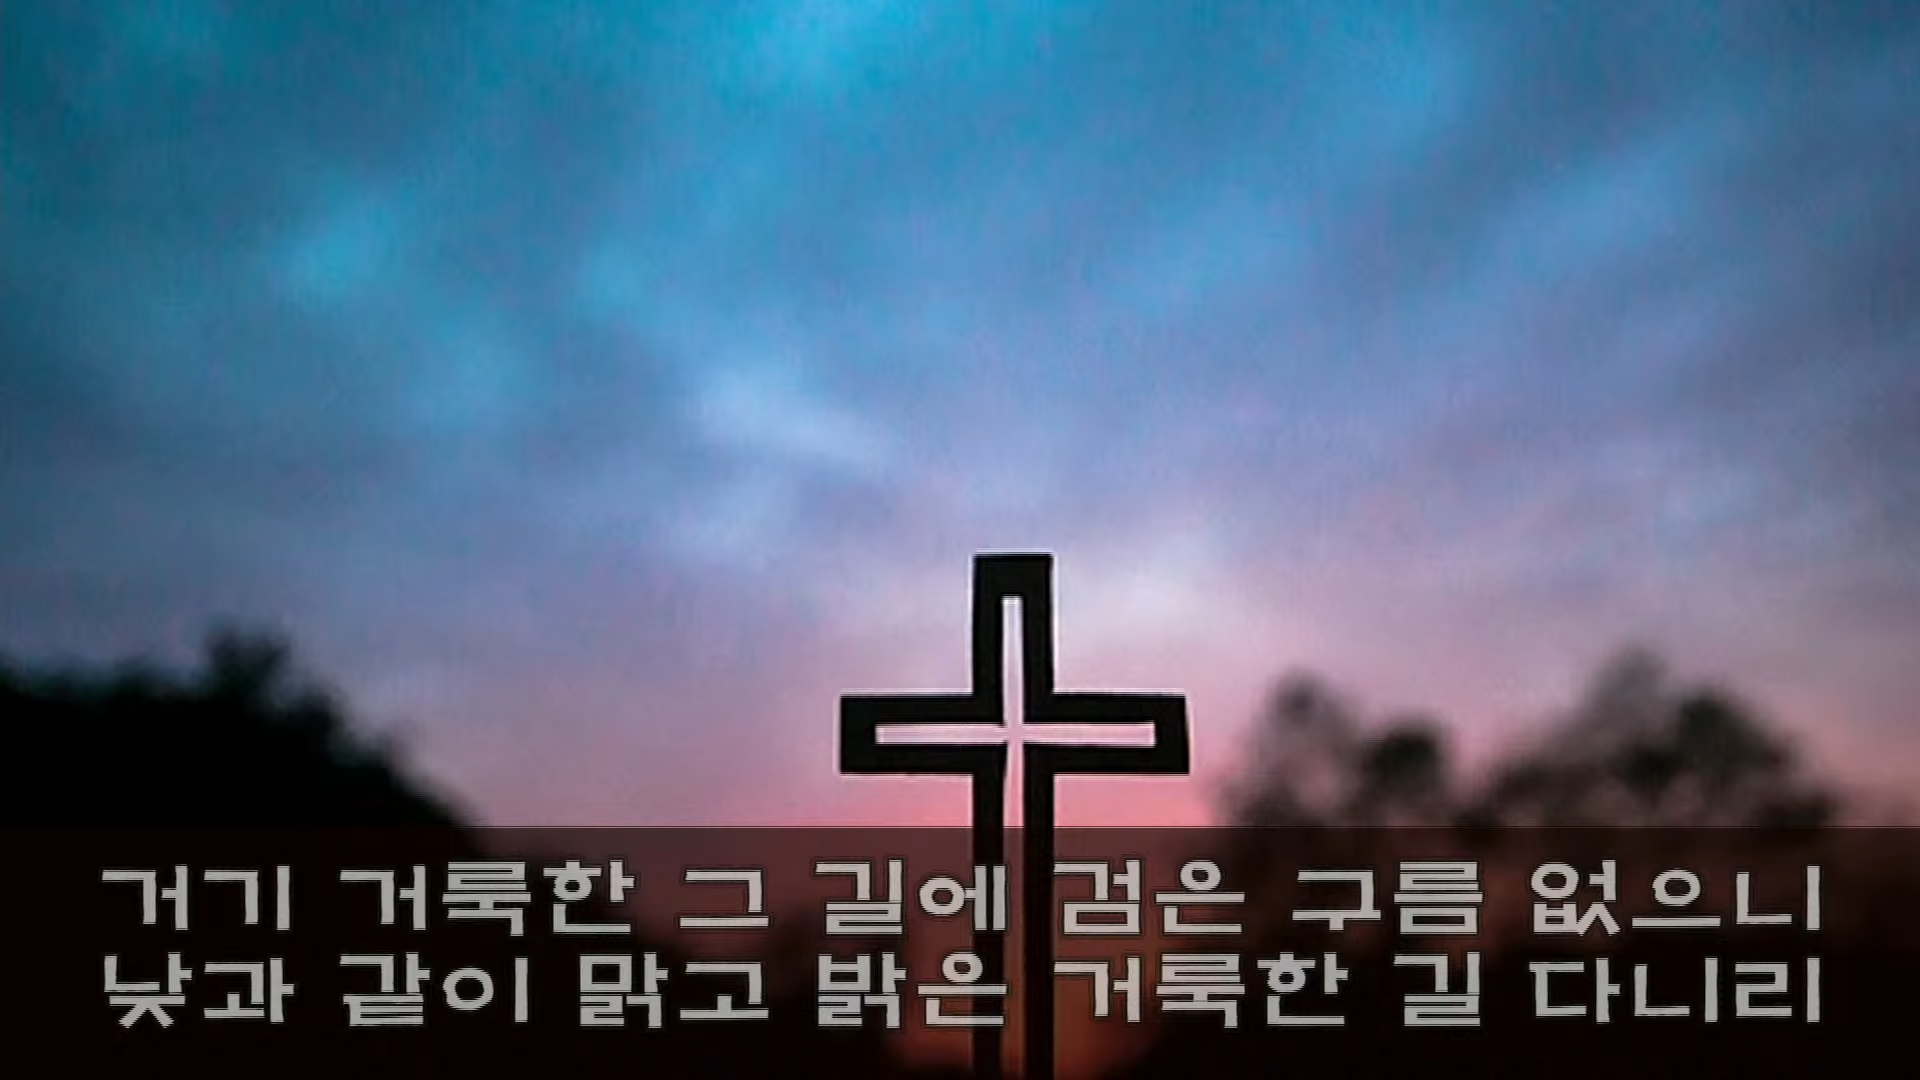 거기 거룩한 그 길에 검은 구름 없으니
낮과 같이 맑고 밝은 거룩한 길 다니리